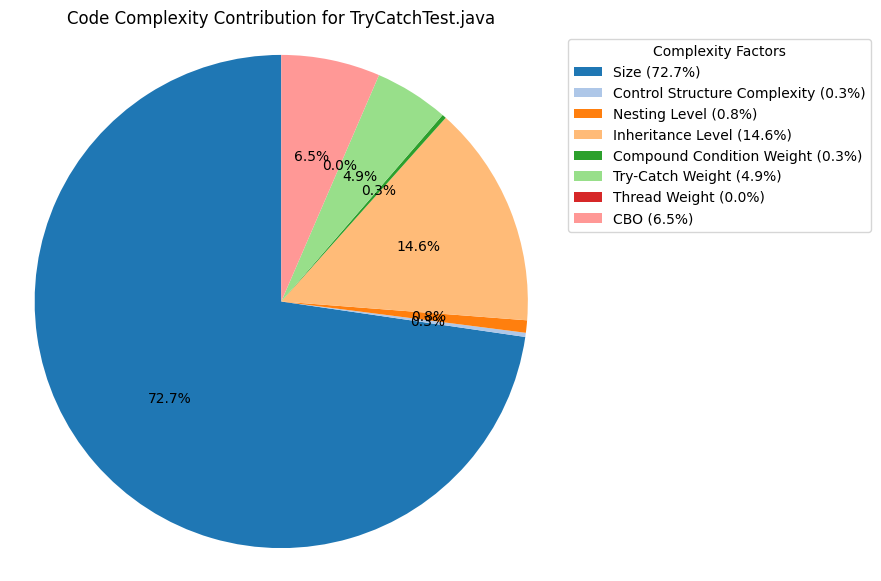 Code Complexity Contribution for TryCatchTest.java
Complexity Factors
Size (72.7%)
Control Structure Complexity (0.3%)
Nesting Level (0.8%)
Inheritance Level (14.6%)
Compound Condition Weight (0.3%)
Try-Catch Weight (4.9%)
Thread Weight (0.0%)
CBO (6.5%)
6.5%
0.0%
4.9%
0.3%
14.6%
0.8%
0.3%
72.7%